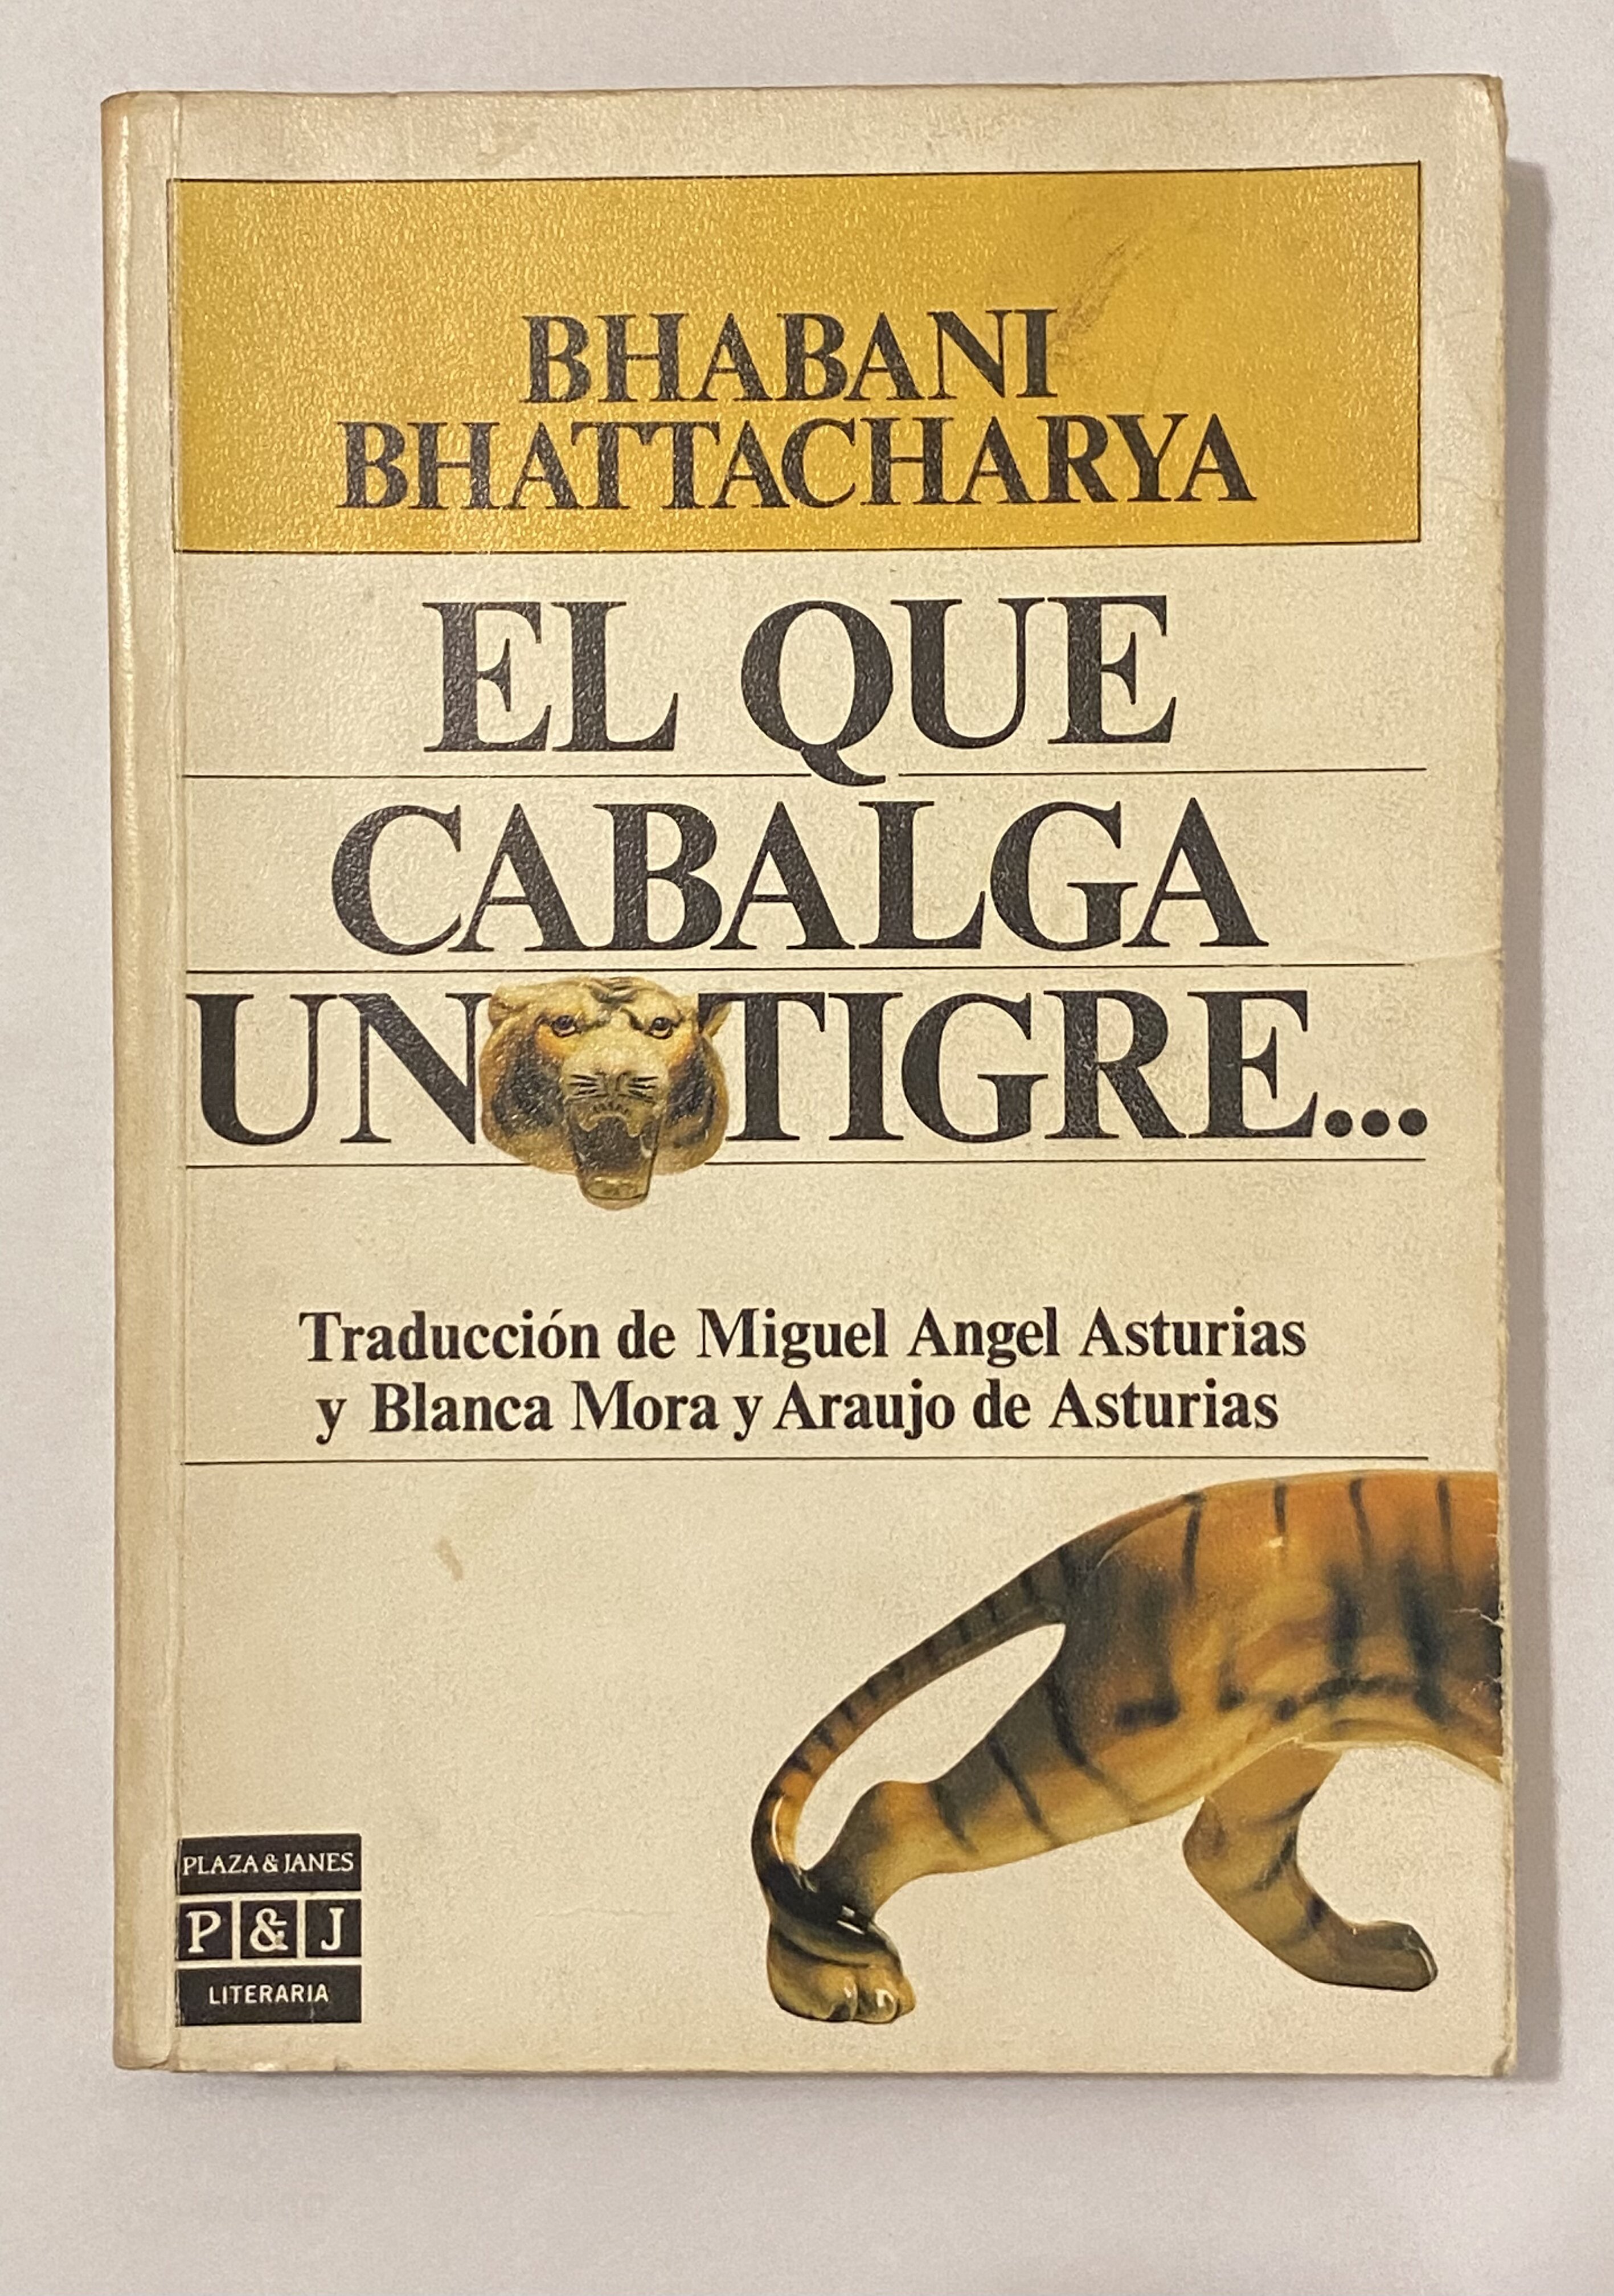 BHABANI
BHATTACHARYA
EL QUE
CABALGA
UN TIGRE...
Traducción de Miguel Angel Asturias
y Blanca Mora y Araujo de Asturias
PLAZA & JANES
P & J
LITERARIA